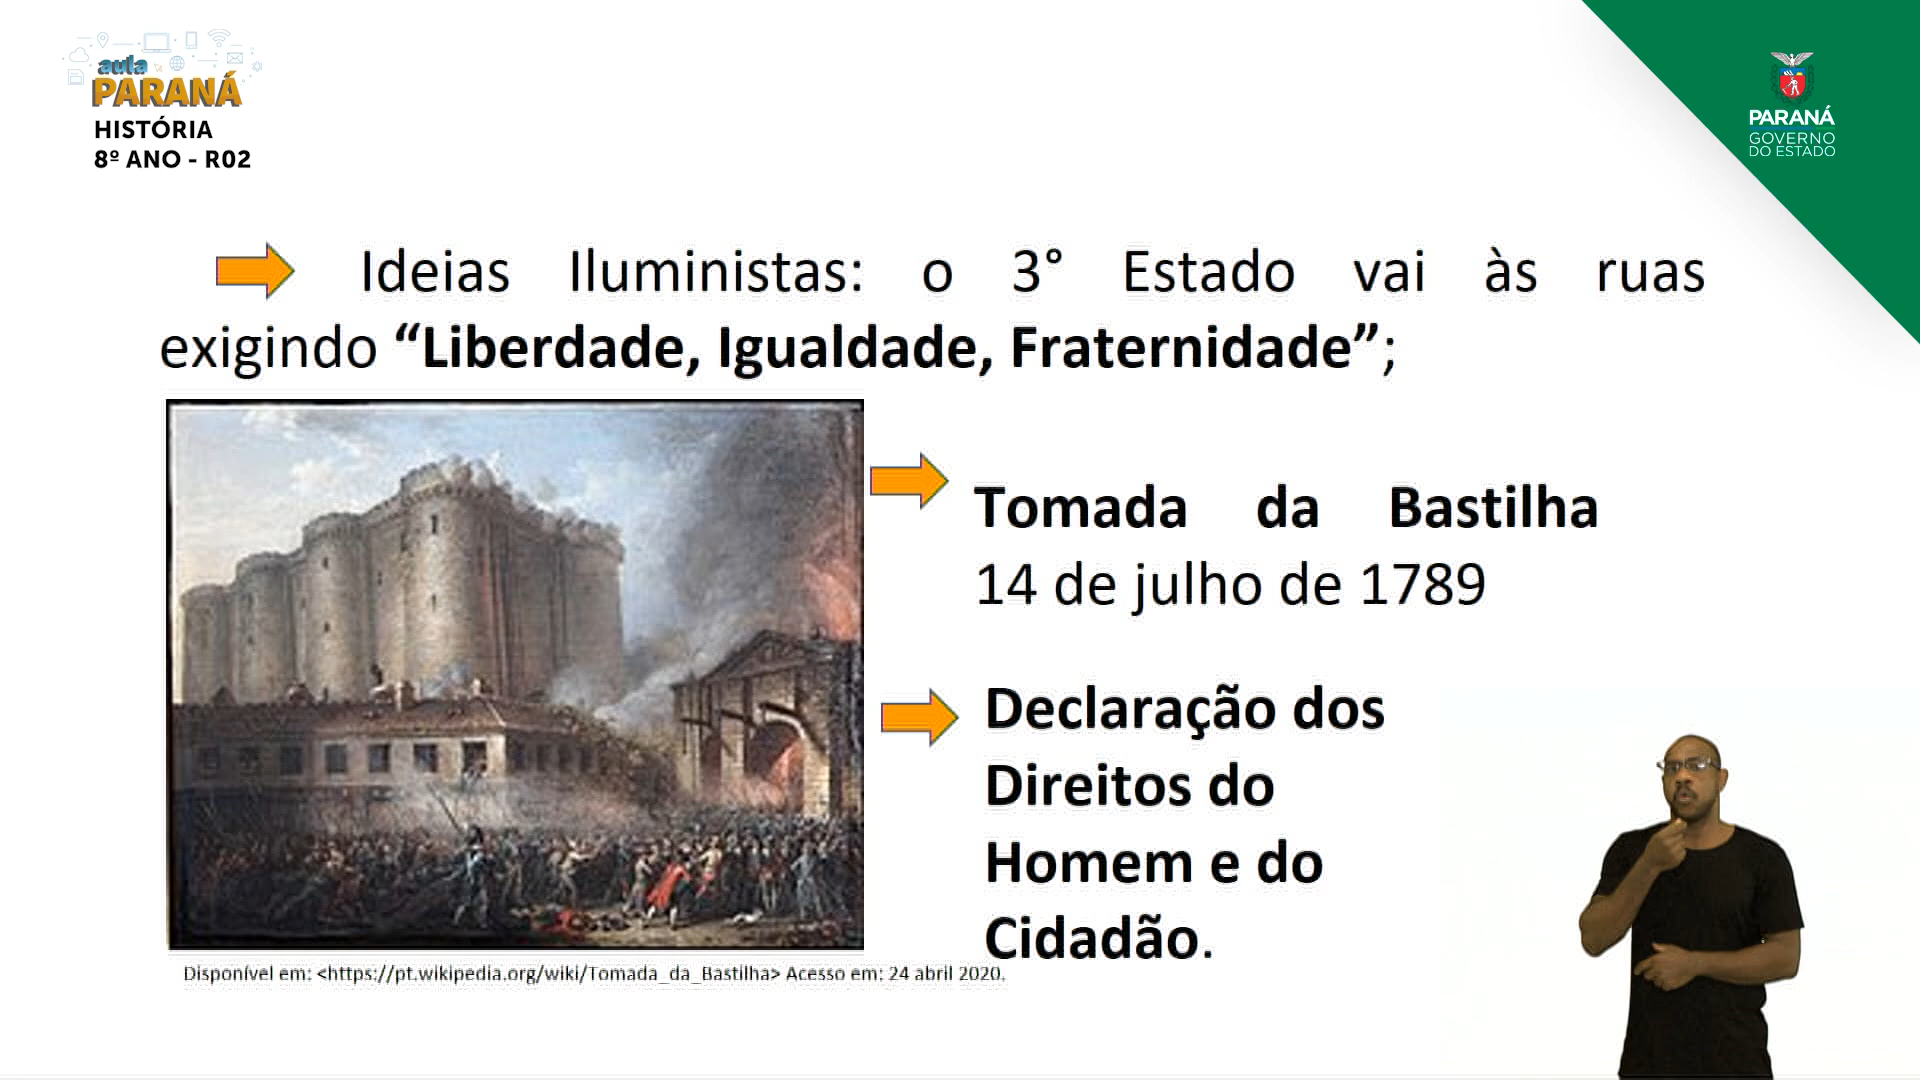 aula
PARANÁ
HISTÓRIA
8º ANO - R02
PARANÁ
GOVERNO
DO ESTADO
Ideias Iluministas: o 3° Estado vai às ruas
exigindo “Liberdade, Igualdade, Fraternidade”;
Tomada da Bastilha
14 de julho de 1789
Declaração dos
Direitos do
Homem e do
Cidadão.
Disponível em: <https://pt.wikipedia.org/wiki/Tomada_da_Bastilha> Acesso em: 24 abril 2020.